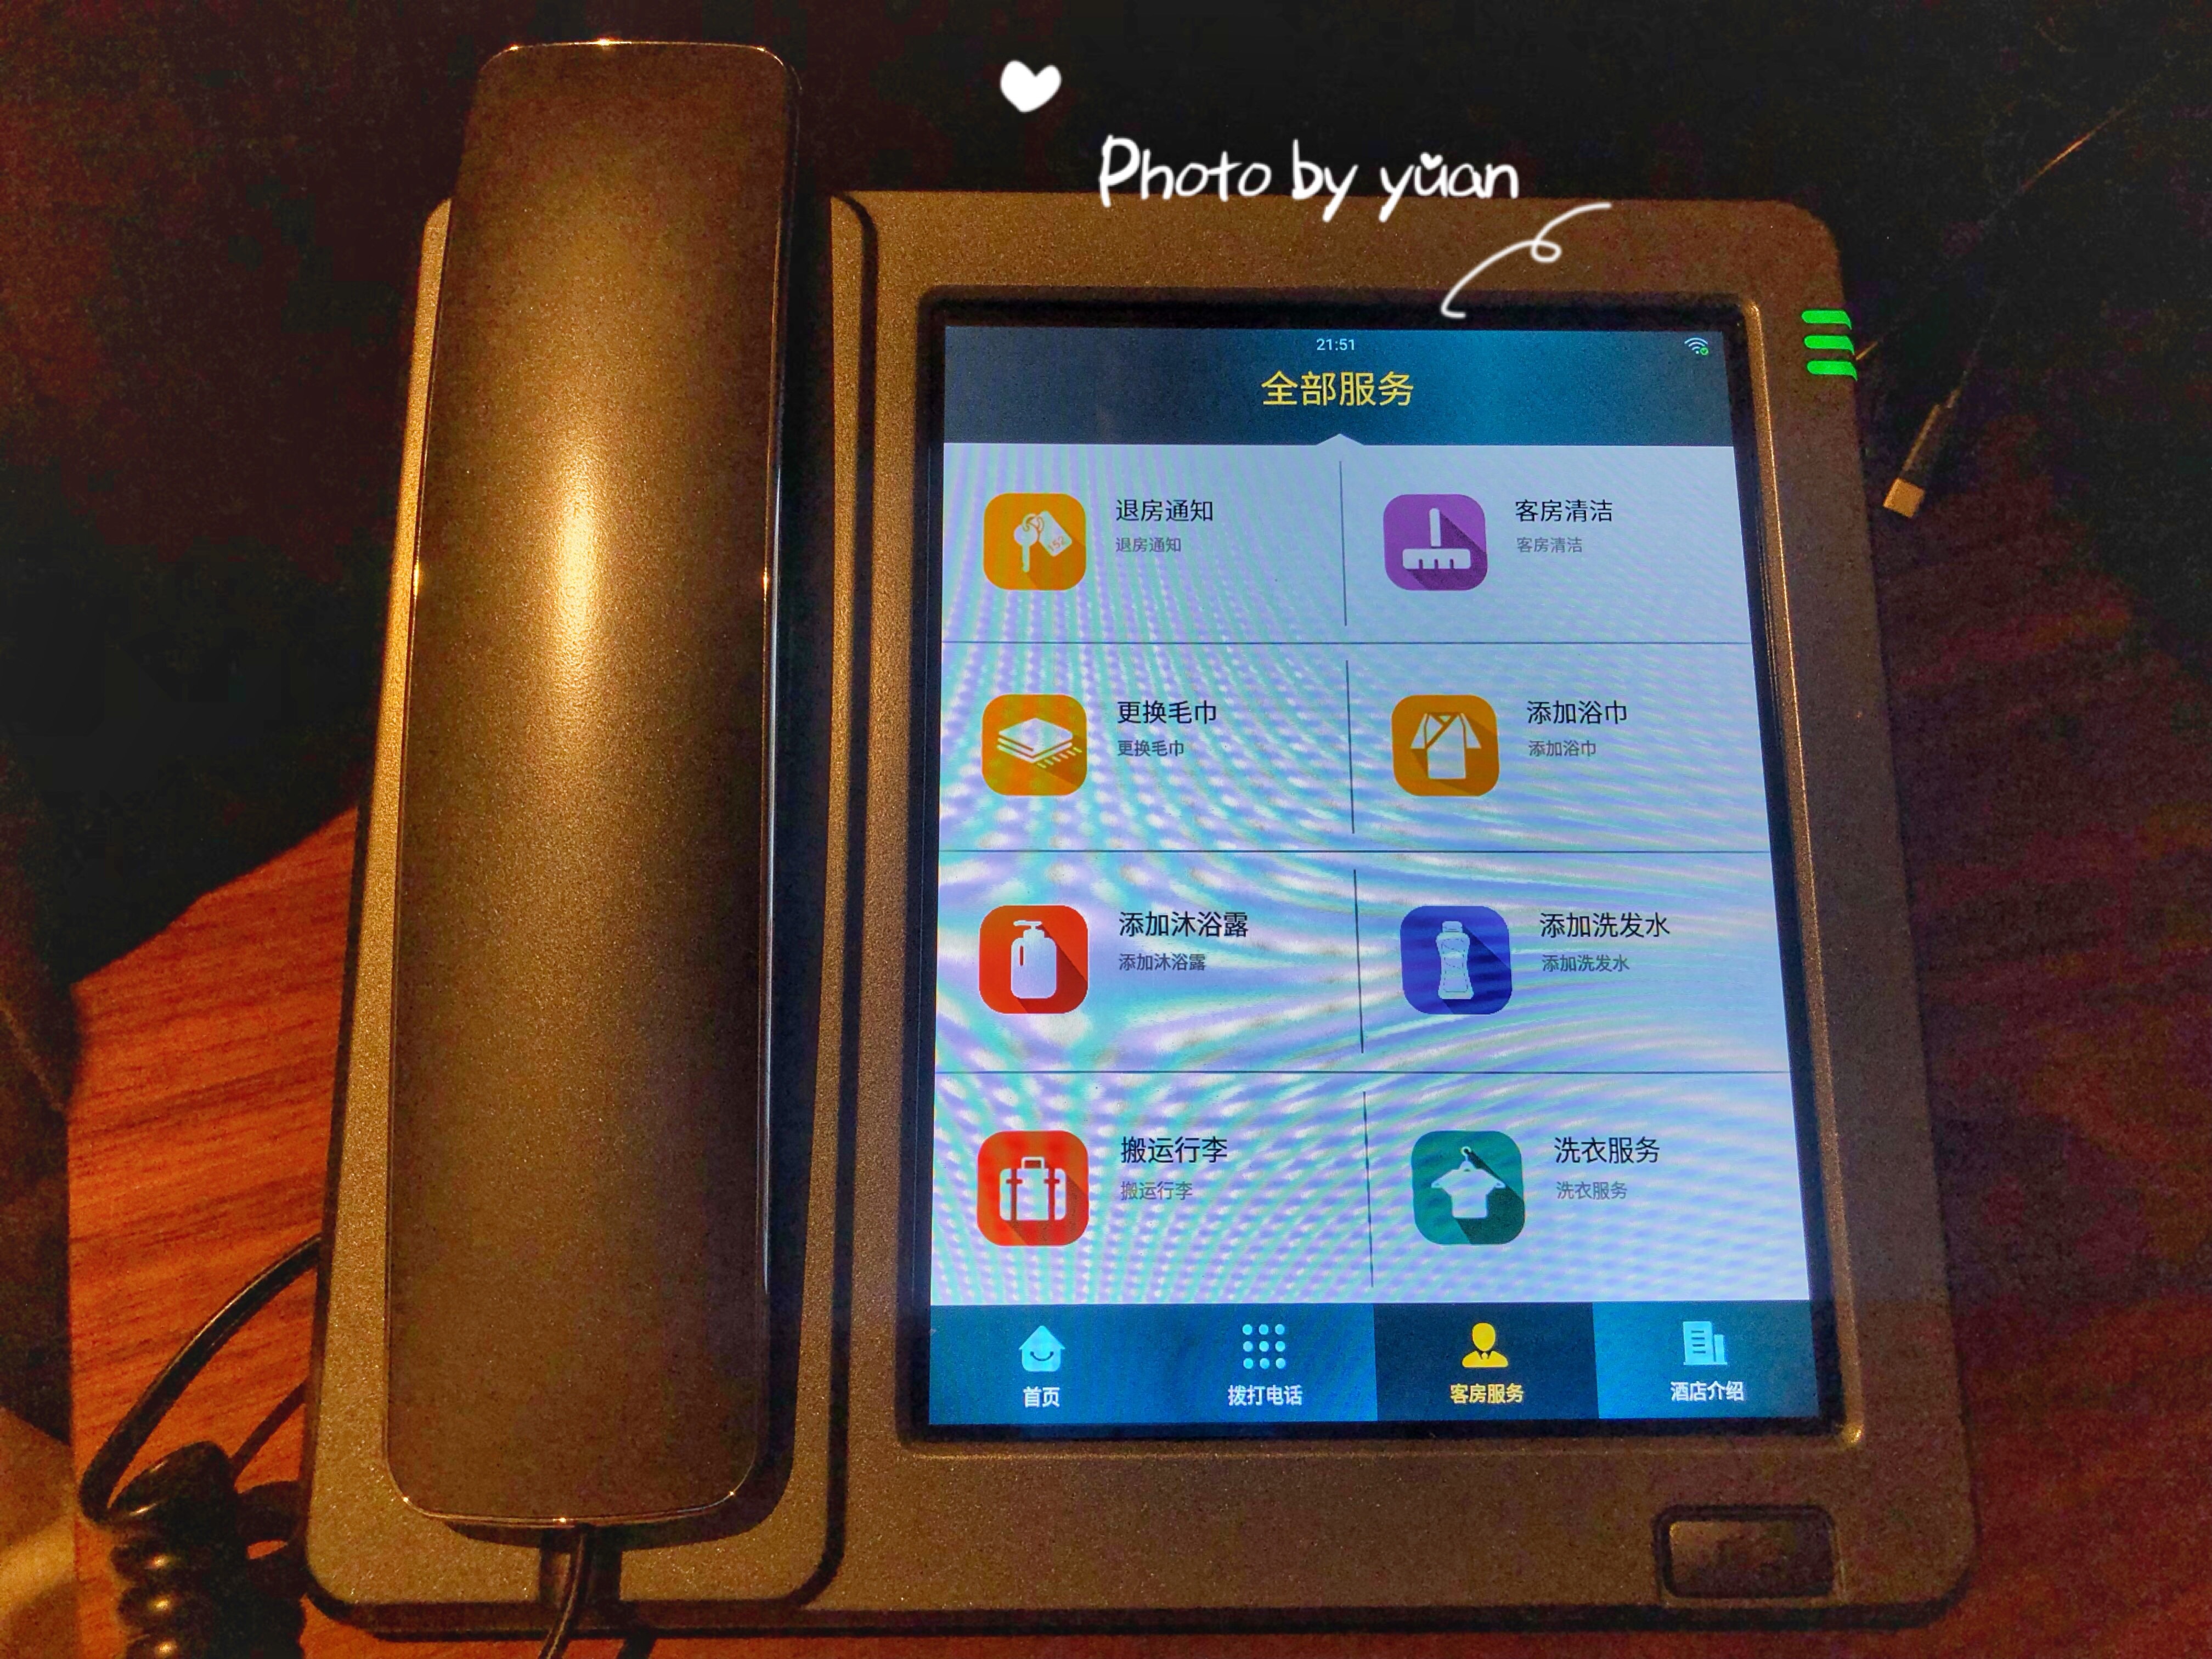 Photo by yuan
21:51
全部服务
退房通知
退房通知
客房清洁
客房清洁
更换毛巾
更换毛巾
添加浴巾
添加浴巾
添加沐浴露
添加沐浴露
添加洗发水
添加洗发水
搬运行李
搬运行李
洗衣服务
洗衣服务
首页
拨打电话
客房服务
酒店介绍